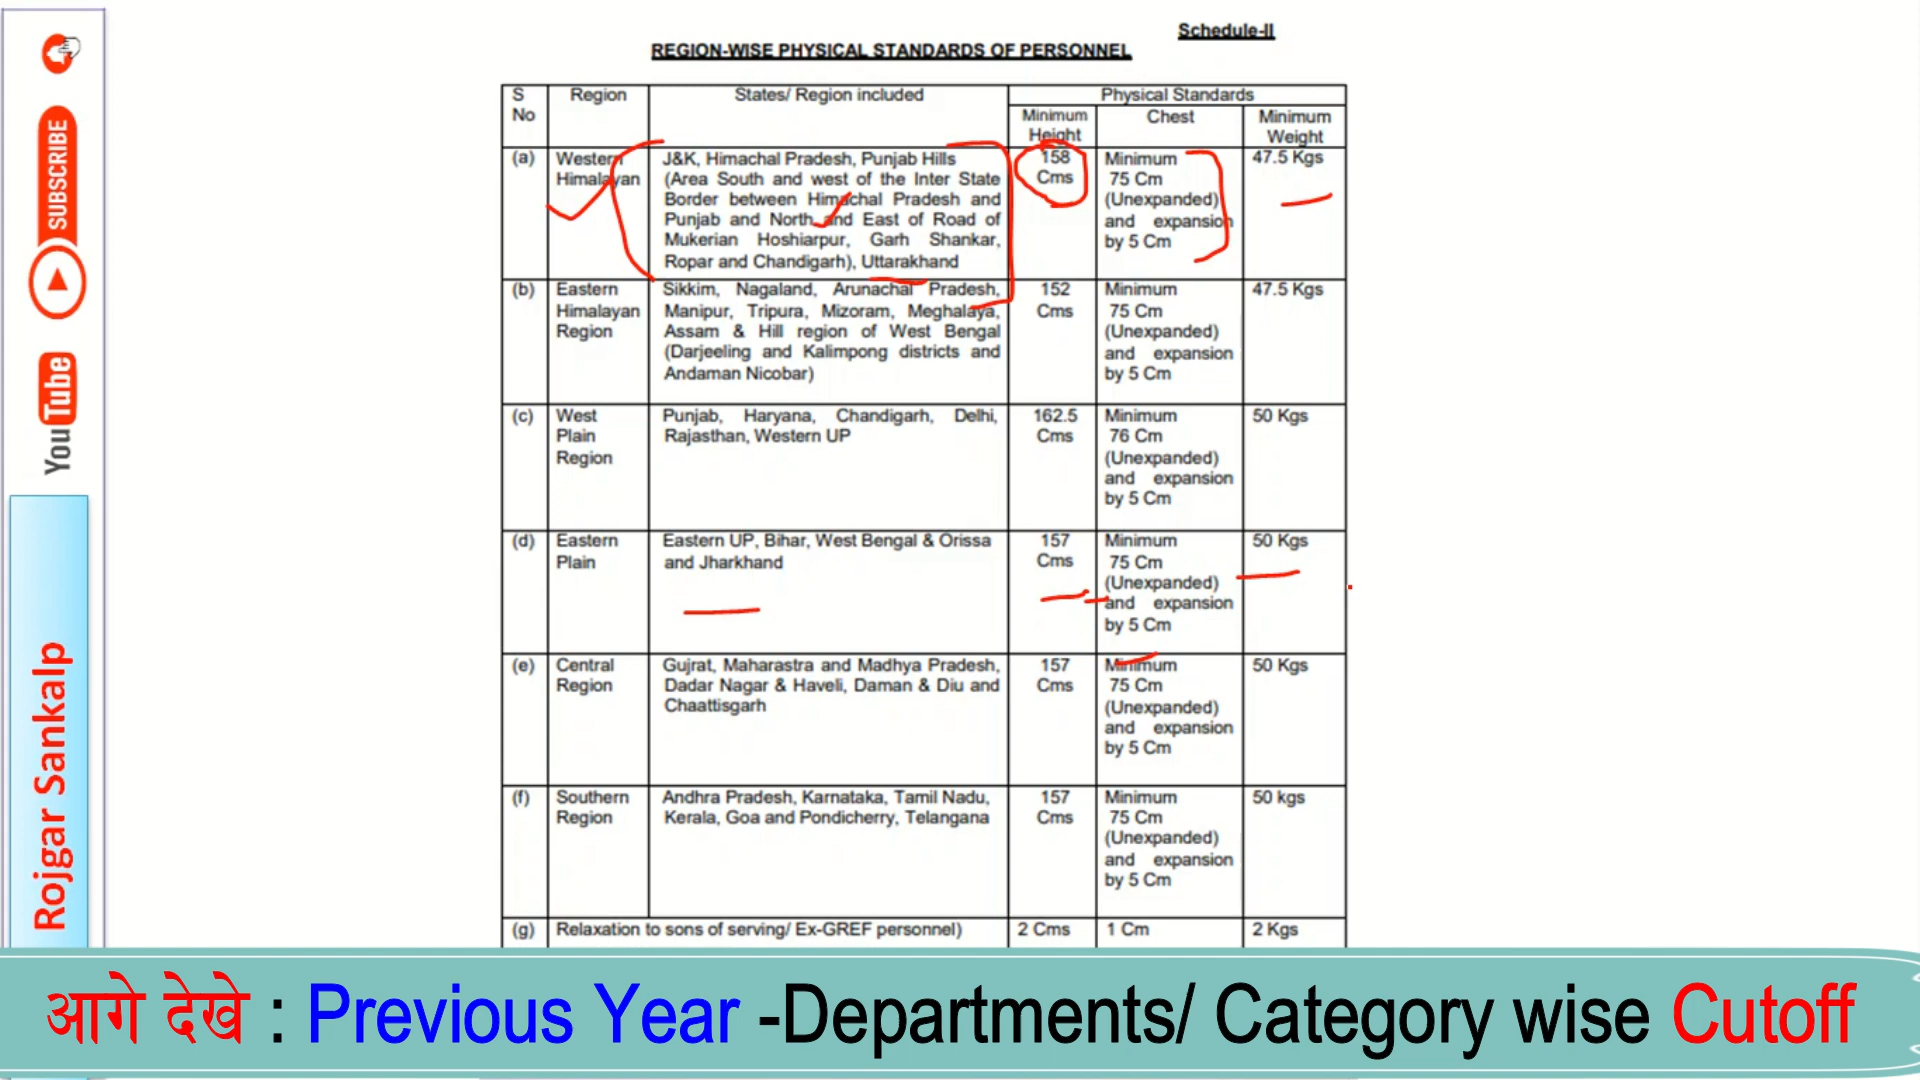 Schedule-II
REGION-WISE PHYSICAL STANDARDS OF PERSONNEL
S No
Region
States/ Region included
Physical Standards
Minimum Height
Chest
Minimum Weight
(a)
Western
Himalayan
J&K, Himachal Pradesh, Punjab Hills
(Area South and west of the Inter State
Border between Himachal Pradesh and
Punjab and North and East of Road of
Mukerian Hoshiarpur, Garh Shankar,
Ropar and Chandigarh), Uttarakhand
158
Cms
Minimum
75 Cm
(Unexpanded)
and expansion
by 5 Cm
47.5 Kgs
(b)
Eastern
Himalayan
Region
Sikkim, Nagaland, Arunachal Pradesh,
Manipur, Tripura, Mizoram, Meghalaya,
Assam & Hill region of West Bengal
(Darjeeling and Kalimpong districts and
Andaman Nicobar)
152
Cms
Minimum
75 Cm
(Unexpanded)
and expansion
by 5 Cm
47.5 Kgs
(c)
West
Plain
Region
Punjab, Haryana, Chandigarh, Delhi,
Rajasthan, Western UP
162.5
Cms
Minimum
76 Cm
(Unexpanded)
and expansion
by 5 Cm
50 Kgs
(d)
Eastern
Plain
Eastern UP, Bihar, West Bengal & Orissa
and Jharkhand
157
Cms
Minimum
75 Cm
(Unexpanded)
and expansion
by 5 Cm
50 Kgs
(e)
Central
Region
Gujrat, Maharastra and Madhya Pradesh,
Dadar Nagar & Haveli, Daman & Diu and
Chaattisgarh
157
Cms
Minimum
75 Cm
(Unexpanded)
and expansion
by 5 Cm
50 Kgs
(f)
Southern
Region
Andhra Pradesh, Karnataka, Tamil Nadu,
Kerala, Goa and Pondicherry, Telangana
157
Cms
Minimum
75 Cm
(Unexpanded)
and expansion
by 5 Cm
50 kgs
(g)
Relaxation to sons of serving/ Ex-GREF personnel)
2 Cms
1 Cm
2 Kgs
SUBSCRIBE
YouTube
Rojgar Sankalp
आगे देखे : Previous Year -Departments/ Category wise Cutoff